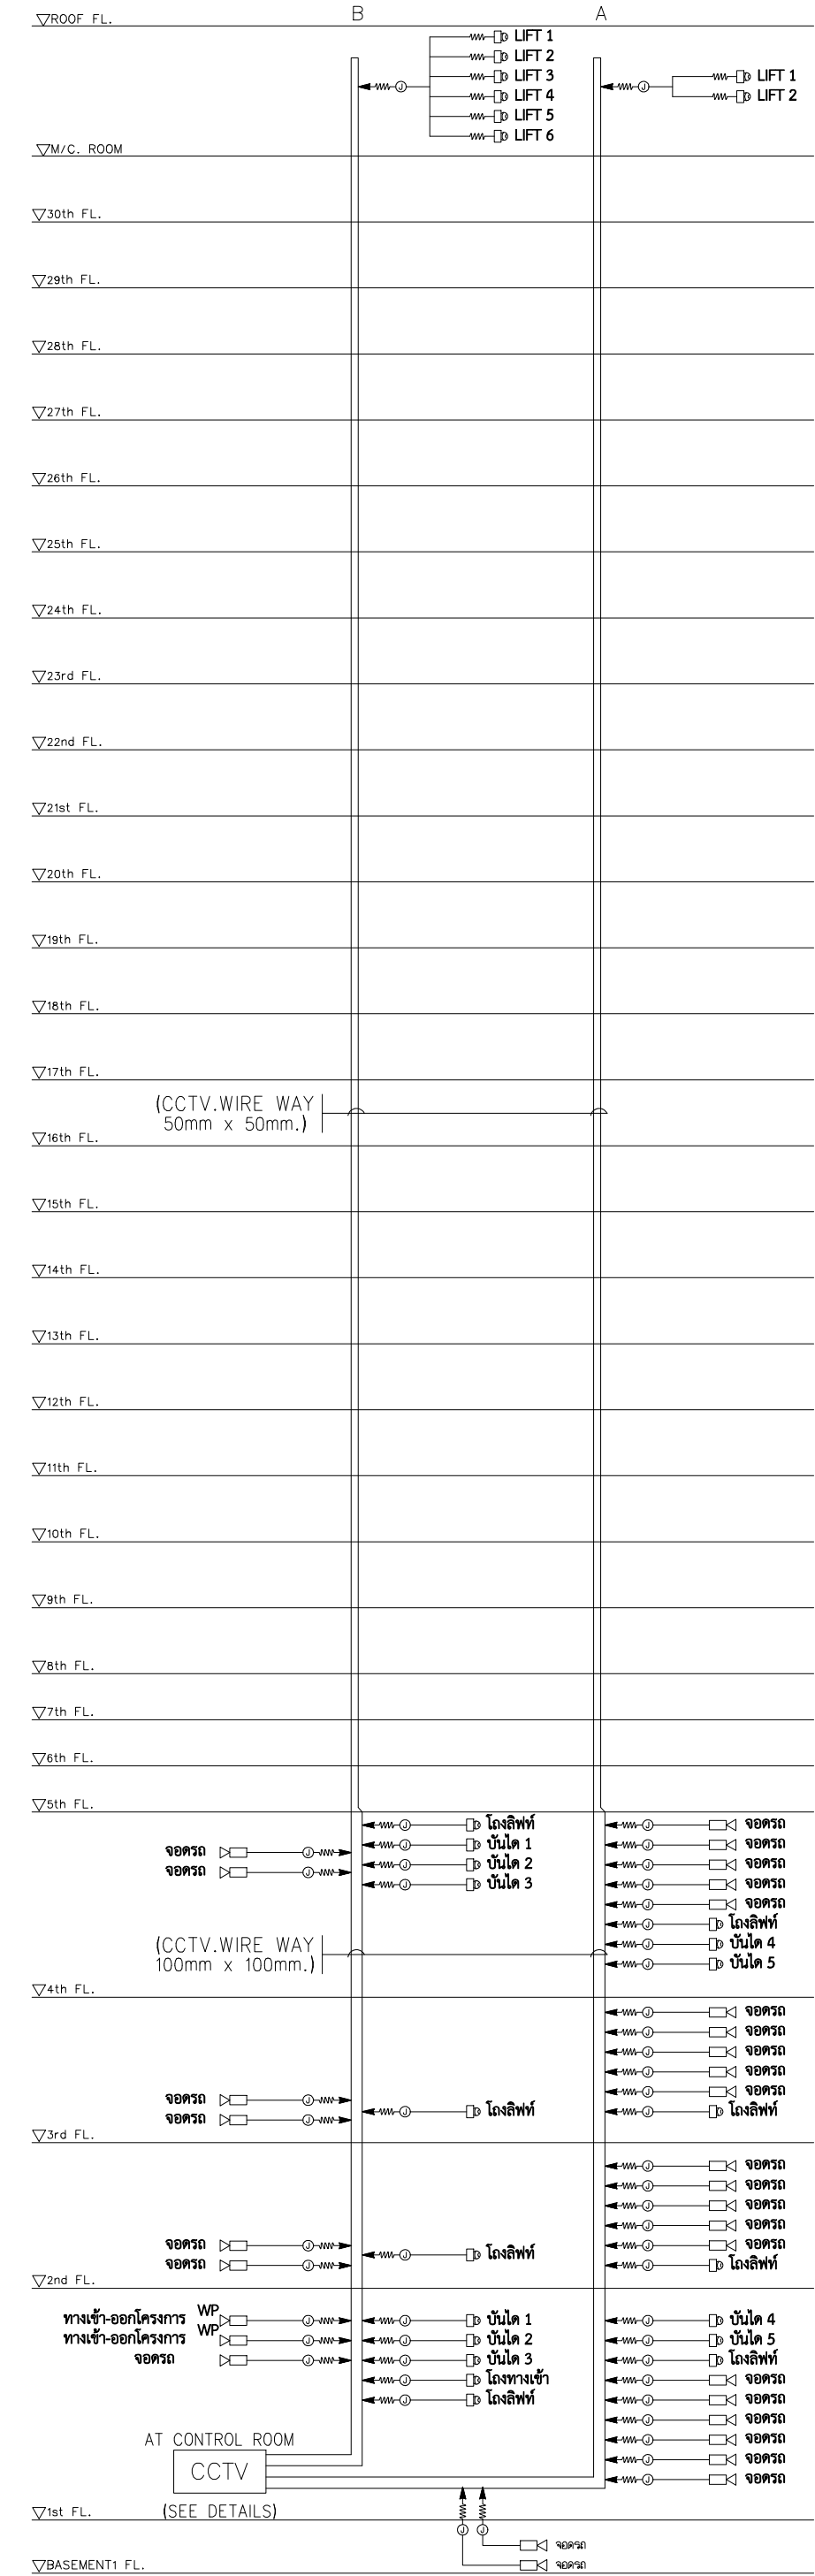 B A
▽ROOF FL.
LIFT 1
LIFT 2
LIFT 3
LIFT 4
LIFT 5
LIFT 6
J
J
LIFT 1
LIFT 2
▽M/C. ROOM
▽30th FL.
▽29th FL.
▽28th FL.
▽27th FL.
▽26th FL.
▽25th FL.
▽24th FL.
▽23rd FL.
▽22nd FL.
▽21st FL.
▽20th FL.
▽19th FL.
▽18th FL.
▽17th FL.
(CCTV.WIRE WAY
50mm x 50mm.)
▽16th FL.
▽15th FL.
▽14th FL.
▽13th FL.
▽12th FL.
▽11th FL.
▽10th FL.
▽9th FL.
▽8th FL.
▽7th FL.
▽6th FL.
▽5th FL.
จอดรถ
จอดรถ
โถงลิฟท์
บันได 1
บันได 2
บันได 3
จอดรถ
จอดรถ
จอดรถ
จอดรถ
จอดรถ
โถงลิฟท์
บันได 4
บันได 5
(CCTV.WIRE WAY
100mm x 100mm.)
▽4th FL.
จอดรถ
จอดรถ
โถงลิฟท์
จอดรถ
จอดรถ
จอดรถ
จอดรถ
จอดรถ
โถงลิฟท์
▽3rd FL.
จอดรถ
จอดรถ
โถงลิฟท์
จอดรถ
จอดรถ
จอดรถ
จอดรถ
จอดรถ
โถงลิฟท์
▽2nd FL.
ทางเข้า-ออกโครงการ WP
ทางเข้า-ออกโครงการ WP
จอดรถ
บันได 1
บันได 2
บันได 3
โถงทางเข้า
โถงลิฟท์
บันได 4
บันได 5
โถงลิฟท์
จอดรถ
จอดรถ
จอดรถ
จอดรถ
จอดรถ
จอดรถ
AT CONTROL ROOM
CCTV
(SEE DETAILS)
▽1st FL.
จอดรถ
จอดรถ
▽BASEMENT1 FL.